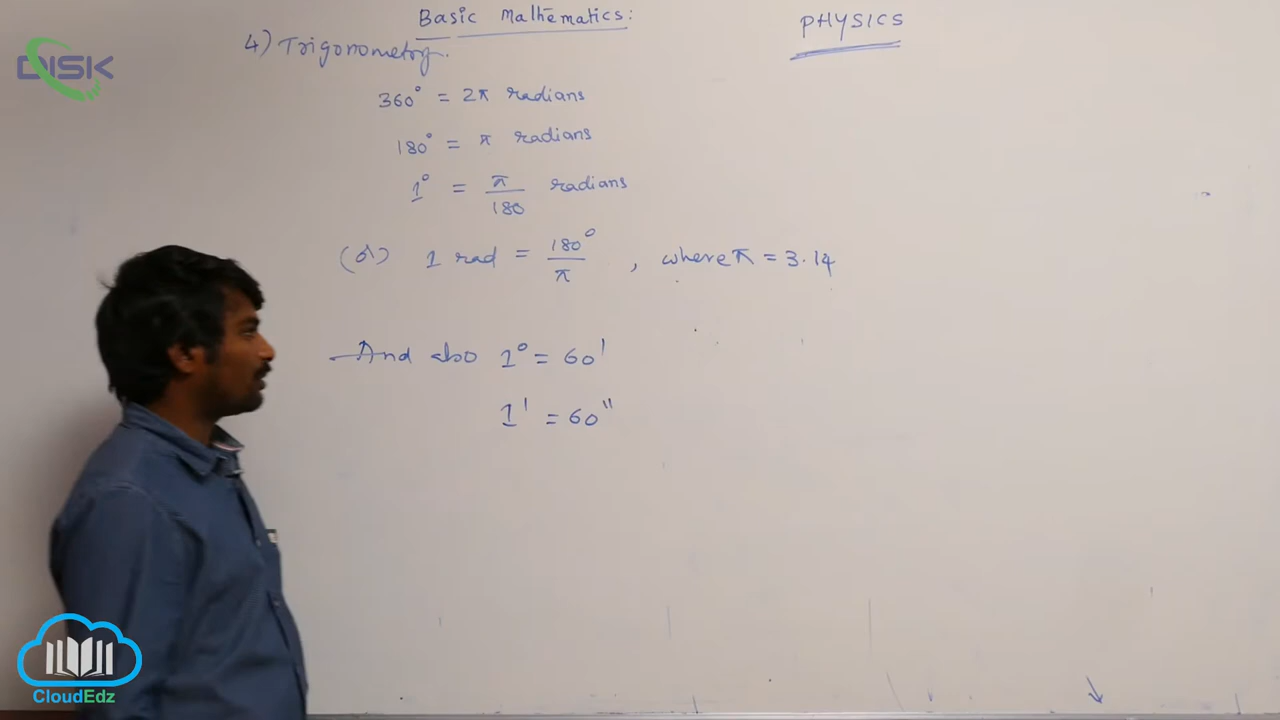 Basic Mathematics:
PHYSICS
4) Trigonometry.
DISK
360° = 2π radians
180° = π radians
1° = π/180 radians
(or) 1 rad = 180°/π , where π = 3.14
And also 1° = 60'
1' = 60"
CloudEdz